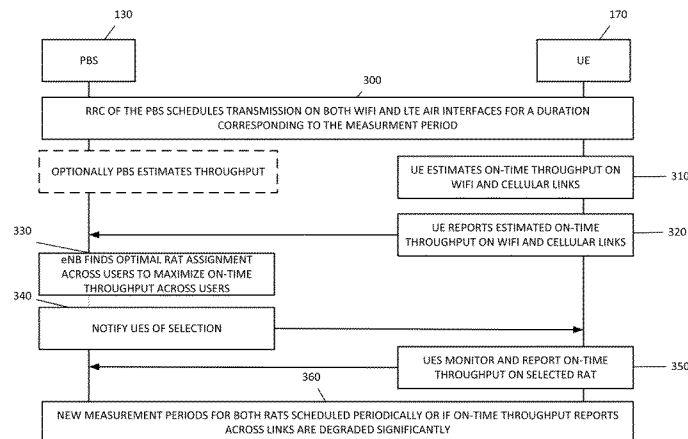 130
170
PBS
UE
300
RRC OF THE PBS SCHEDULES TRANSMISSION ON BOTH WIFI AND LTE AIR INTERFACES FOR A DURATION
CORRESPONDING TO THE MEASURMENT PERIOD
OPTIONALLY PBS ESTIMATES THROUGHPUT
UE ESTIMATES ON-TIME THROUGHPUT ON
WIFI AND CELLULAR LINKS
310
UE REPORTS ESTIMATED ON-TIME
THROUGHPUT ON WIFI AND CELLULAR LINKS
320
330
eNB FINDS OPTIMAL RAT ASSIGNMENT
ACROSS USERS TO MAXIMIZE ON-TIME
THROUGHPUT ACROSS USERS
340
NOTIFY UES OF SELECTION
UES MONITOR AND REPORT ON-TIME
THROUGHPUT ON SELECTED RAT
350
360
NEW MEASUREMENT PERIODS FOR BOTH RATS SCHEDULED PERIODICALLY OR IF ON-TIME THROUGHPUT REPORTS
ACROSS LINKS ARE DEGRADED SIGNIFICANTLY